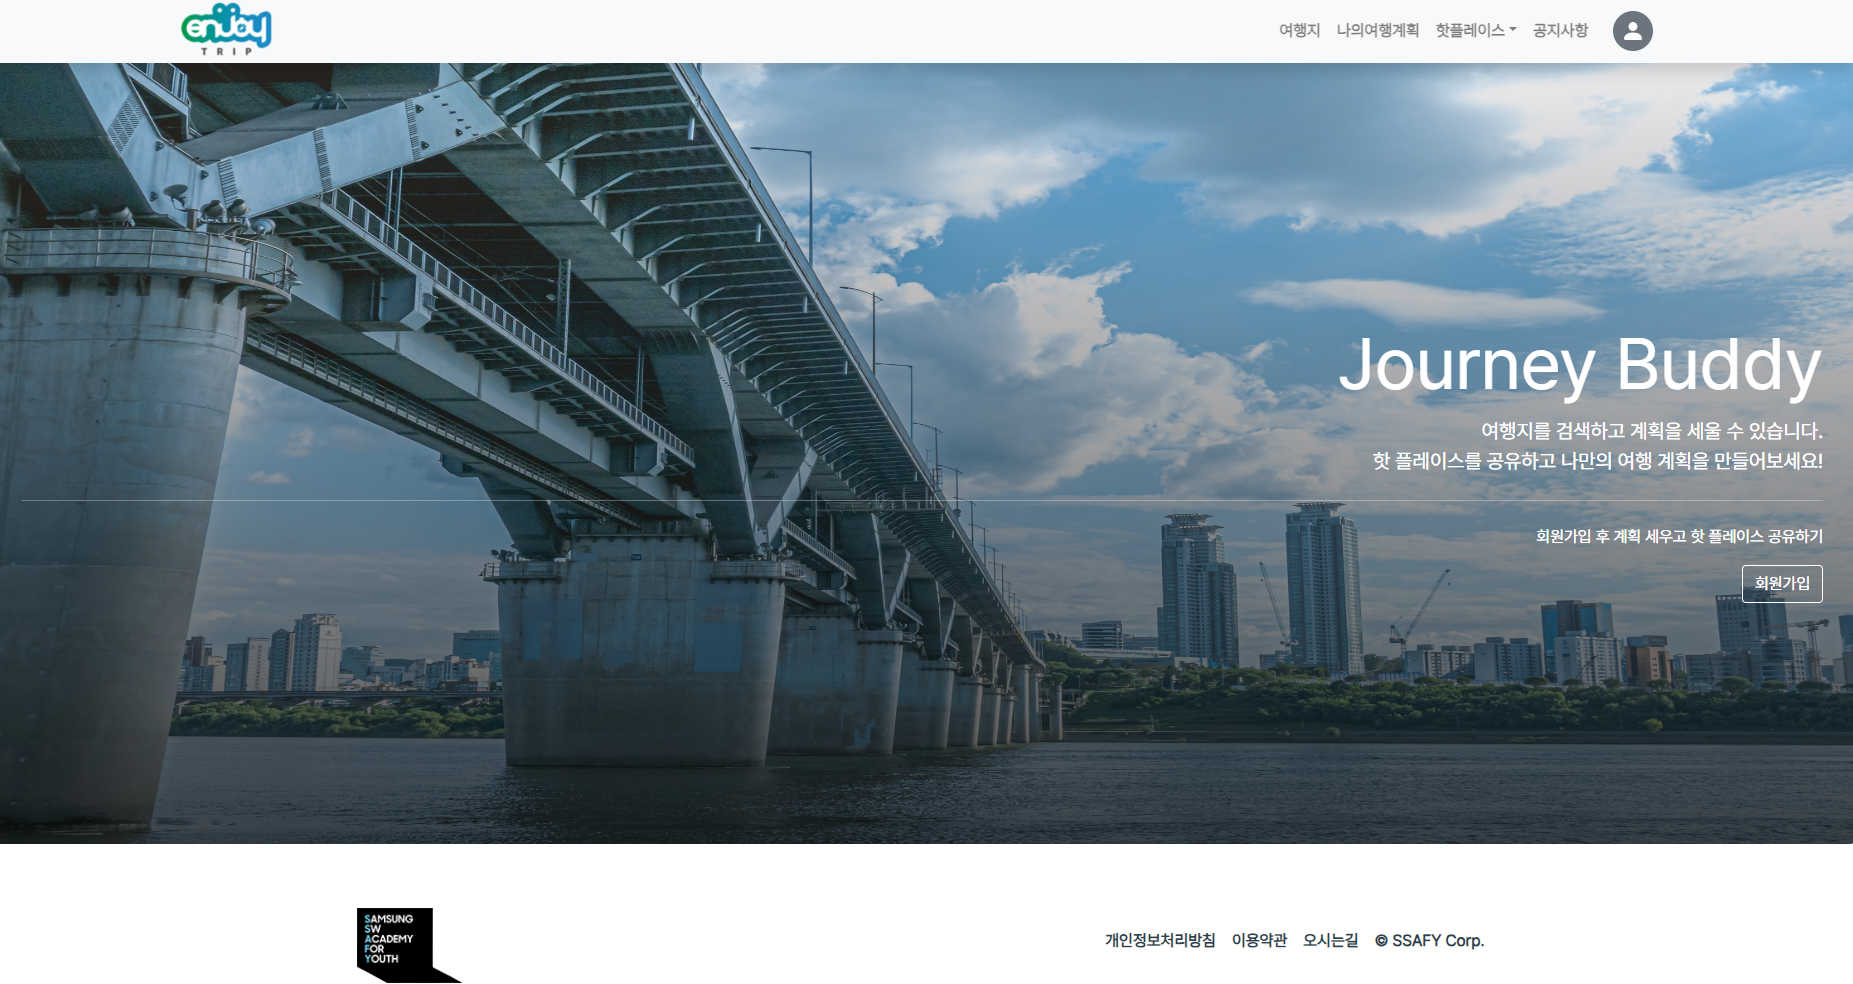 enjoy
TRIP
여행지 나의여행계획 핫플레이스 공지사항
Journey Buddy
여행지를 검색하고 계획을 세울 수 있습니다.
핫 플레이스를 공유하고 나만의 여행 계획을 만들어보세요!
회원가입 후 계획 세우고 핫 플레이스 공유하기
회원가입
SAMSUNG
SW
ACADEMY
FOR
YOUTH
개인정보처리방침 이용약관 오시는길 © SSAFY Corp.